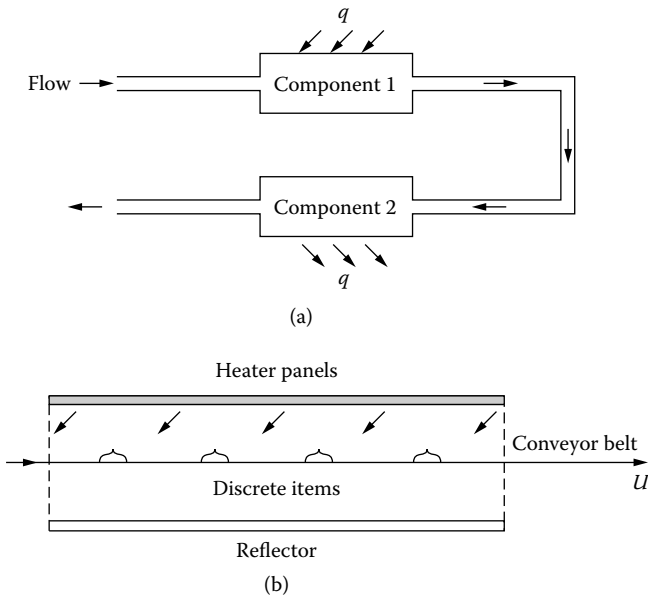 q
Flow
Component 1
Component 2
q
(a)
Heater panels
Conveyor belt
U
Discrete items
Reflector
(b)